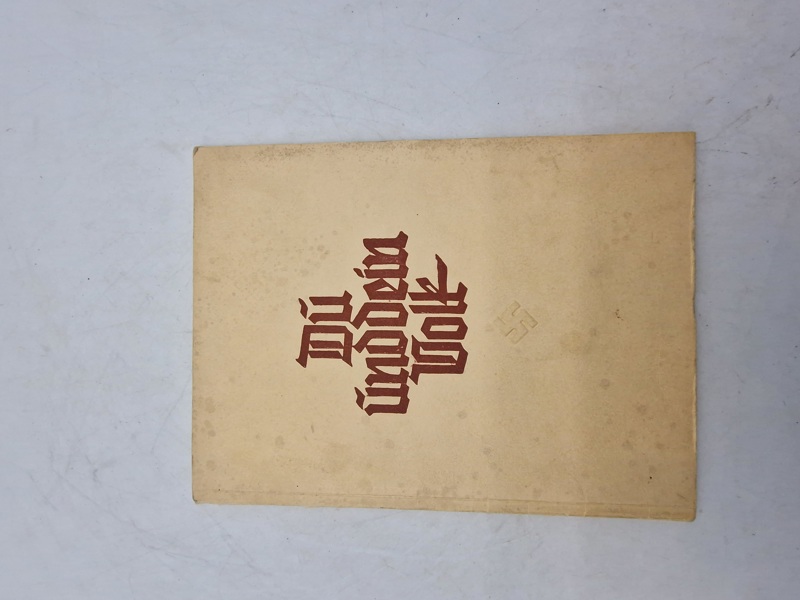 Du
und dein
Volk